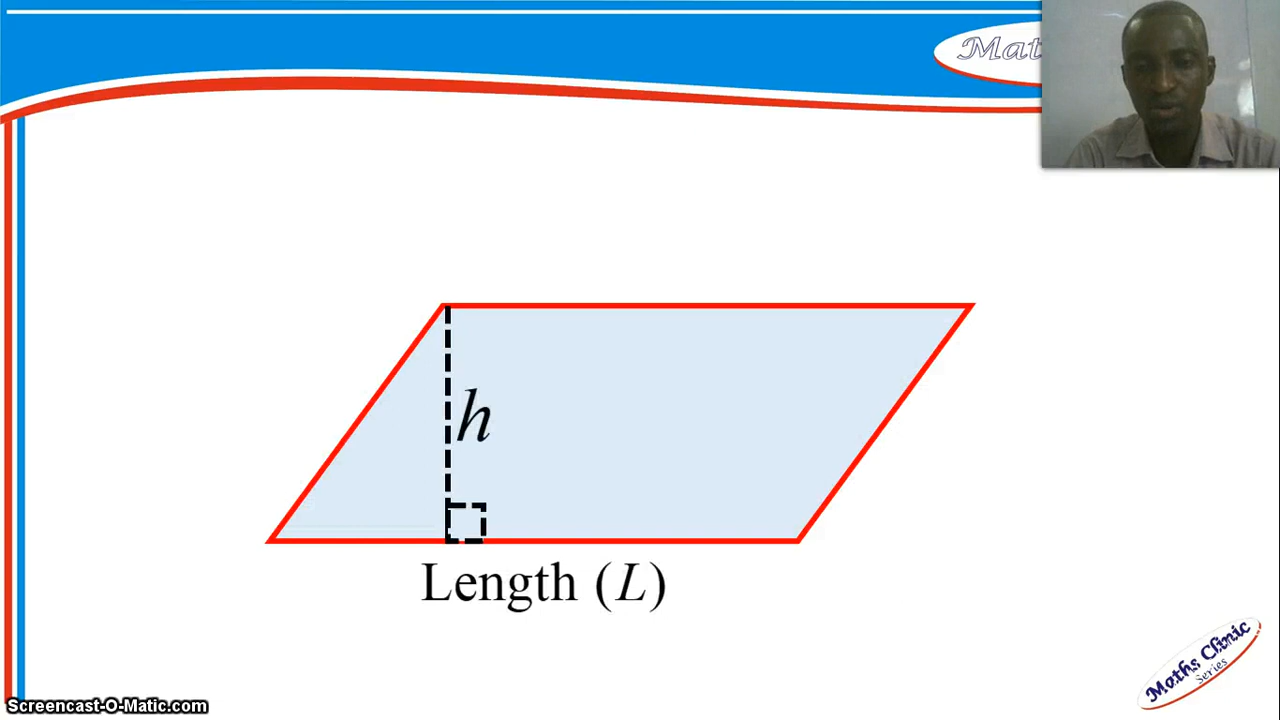 Mat
h
Length (L)
Maths Clinic
Series
Screencast-O-Matic.com